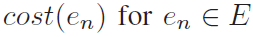 cost(e_n) for e_n ∈ E